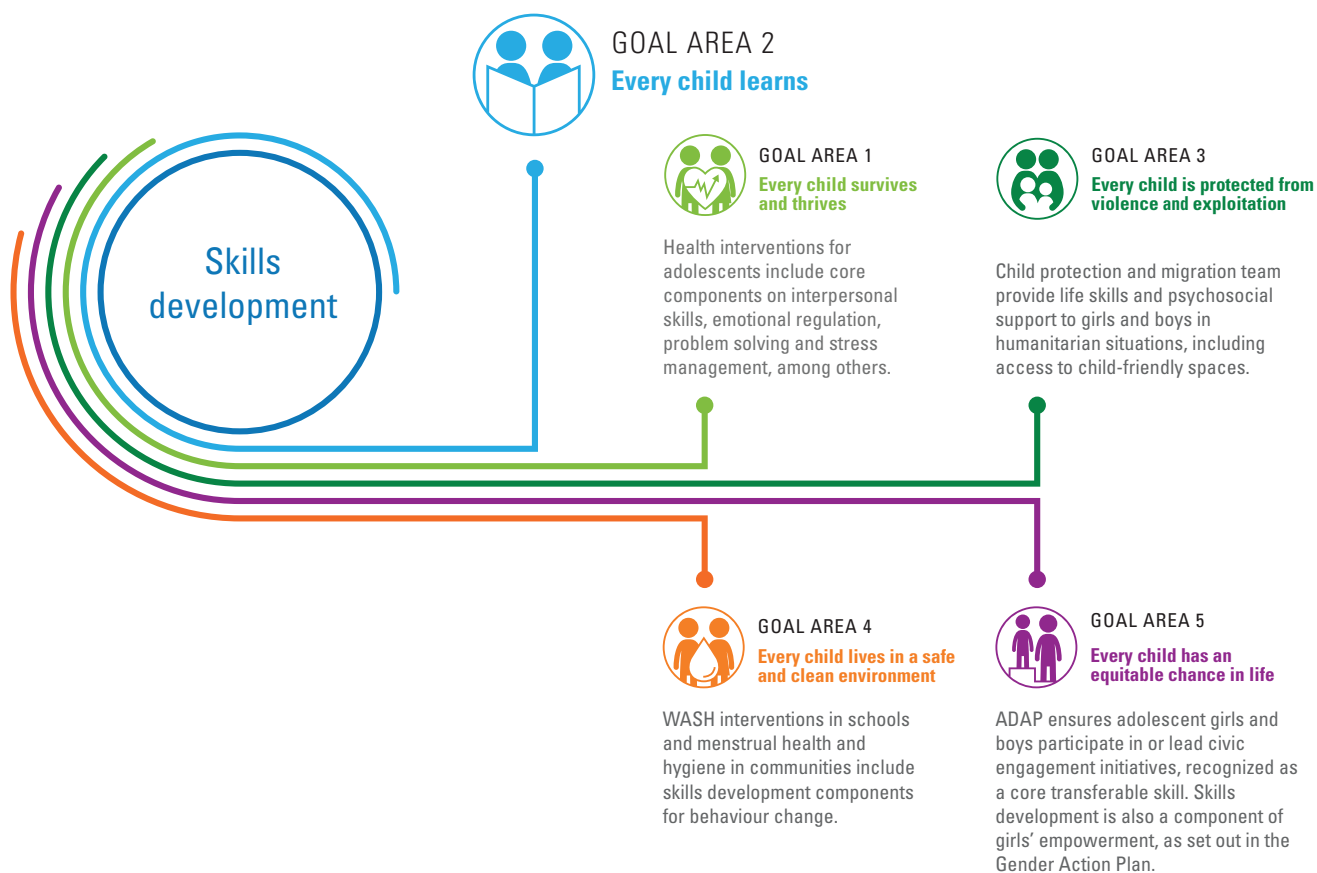 GOAL AREA 2
Every child learns
Skills
development
GOAL AREA 1
Every child survives
and thrives
Health interventions for
adolescents include core
components on interpersonal
skills, emotional regulation,
problem solving and stress
management, among others.
GOAL AREA 3
Every child is protected from
violence and exploitation
Child protection and migration team
provide life skills and psychosocial
support to girls and boys in
humanitarian situations, including
access to child-friendly spaces.
GOAL AREA 4
Every child lives in a safe
and clean environment
WASH interventions in schools
and menstrual health and
hygiene in communities include
skills development components
for behaviour change.
GOAL AREA 5
Every child has an
equitable chance in life
ADAP ensures adolescent girls and
boys participate in or lead civic
engagement initiatives, recognized as
a core transferable skill. Skills
development is also a component of
girls’ empowerment, as set out in the
Gender Action Plan.